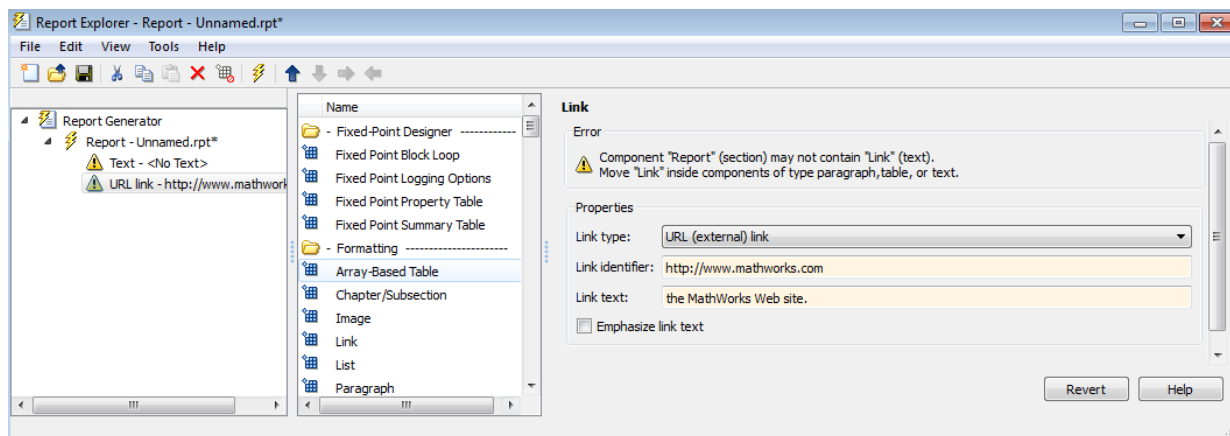 Report Explorer - Report - Unnamed.rpt*
File Edit View Tools Help
Report Generator
Report - Unnamed.rpt*
Text - <No Text>
URL link - http://www.mathwork
Name
- Fixed-Point Designer ------------
Fixed Point Block Loop
Fixed Point Logging Options
Fixed Point Property Table
Fixed Point Summary Table
- Formatting ----------------------
Array-Based Table
Chapter/Subsection
Image
Link
List
Paragraph
Link
Error
Component "Report" (section) may not contain "Link" (text).
Move "Link" inside components of type paragraph,table, or text.
Properties
Link type: URL (external) link
Link identifier: http://www.mathworks.com
Link text: the MathWorks Web site.
Emphasize link text
Revert Help